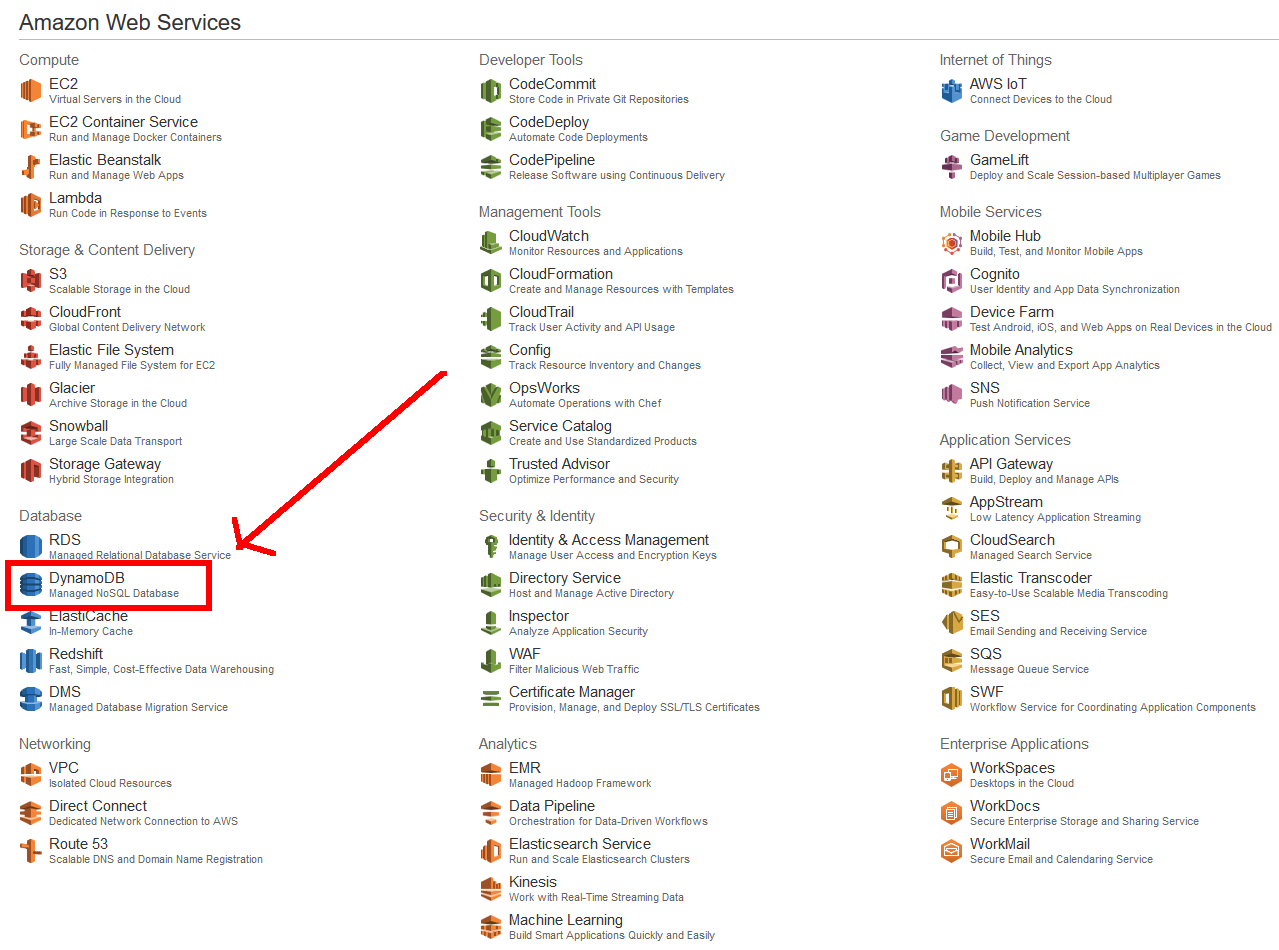 Amazon Web Services
Compute
EC2
Virtual Servers in the Cloud
EC2 Container Service
Run and Manage Docker Containers
Elastic Beanstalk
Run and Manage Web Apps
Lambda
Run Code in Response to Events
Storage & Content Delivery
S3
Scalable Storage in the Cloud
CloudFront
Global Content Delivery Network
Elastic File System
Fully Managed File System for EC2
Glacier
Archive Storage in the Cloud
Snowball
Large Scale Data Transport
Storage Gateway
Hybrid Storage Integration
Database
RDS
Managed Relational Database Service
DynamoDB
Managed NoSQL Database
ElastiCache
In-Memory Cache
Redshift
Fast, Simple, Cost-Effective Data Warehousing
DMS
Managed Database Migration Service
Networking
VPC
Isolated Cloud Resources
Direct Connect
Dedicated Network Connection to AWS
Route 53
Scalable DNS and Domain Name Registration
Developer Tools
CodeCommit
Store Code in Private Git Repositories
CodeDeploy
Automate Code Deployments
CodePipeline
Release Software using Continuous Delivery
Management Tools
CloudWatch
Monitor Resources and Applications
CloudFormation
Create and Manage Resources with Templates
CloudTrail
Track User Activity and API Usage
Config
Track Resource Inventory and Changes
OpsWorks
Automate Operations with Chef
Service Catalog
Create and Use Standardized Products
Trusted Advisor
Optimize Performance and Security
Security & Identity
Identity & Access Management
Manage User Access and Encryption Keys
Directory Service
Host and Manage Active Directory
Inspector
Analyze Application Security
WAF
Filter Malicious Web Traffic
Certificate Manager
Provision, Manage, and Deploy SSL/TLS Certificates
Analytics
EMR
Managed Hadoop Framework
Data Pipeline
Orchestration for Data-Driven Workflows
Elasticsearch Service
Run and Scale Elasticsearch Clusters
Kinesis
Work with Real-Time Streaming Data
Machine Learning
Build Smart Applications Quickly and Easily
Internet of Things
AWS IoT
Connect Devices to the Cloud
Game Development
GameLift
Deploy and Scale Session-based Multiplayer Games
Mobile Services
Mobile Hub
Build, Test, and Monitor Mobile Apps
Cognito
User Identity and App Data Synchronization
Device Farm
Test Android, iOS, and Web Apps on Real Devices in the Cloud
Mobile Analytics
Collect, View and Export App Analytics
SNS
Push Notification Service
Application Services
API Gateway
Build, Deploy and Manage APIs
AppStream
Low Latency Application Streaming
CloudSearch
Managed Search Service
Elastic Transcoder
Easy-to-Use Scalable Media Transcoding
SES
Email Sending and Receiving Service
SQS
Message Queue Service
SWF
Workflow Service for Coordinating Application Components
Enterprise Applications
WorkSpaces
Desktops in the Cloud
WorkDocs
Secure Enterprise Storage and Sharing Service
WorkMail
Secure Email and Calendaring Service